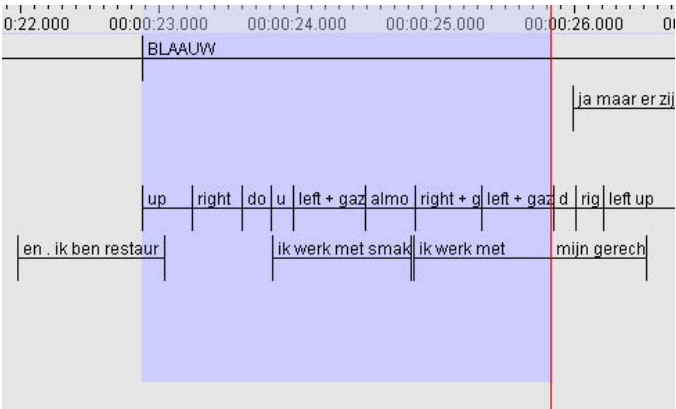 0:22.000 00:00:23.000 00:00:24.000 00:00:25.000 00:00:26.000 0
BLAAUW
ja maar er zij
up right do u left + gaz almo right + g left + gaz d rig left up
en . ik ben restaur ik werk met smak ik werk met mijn gerech